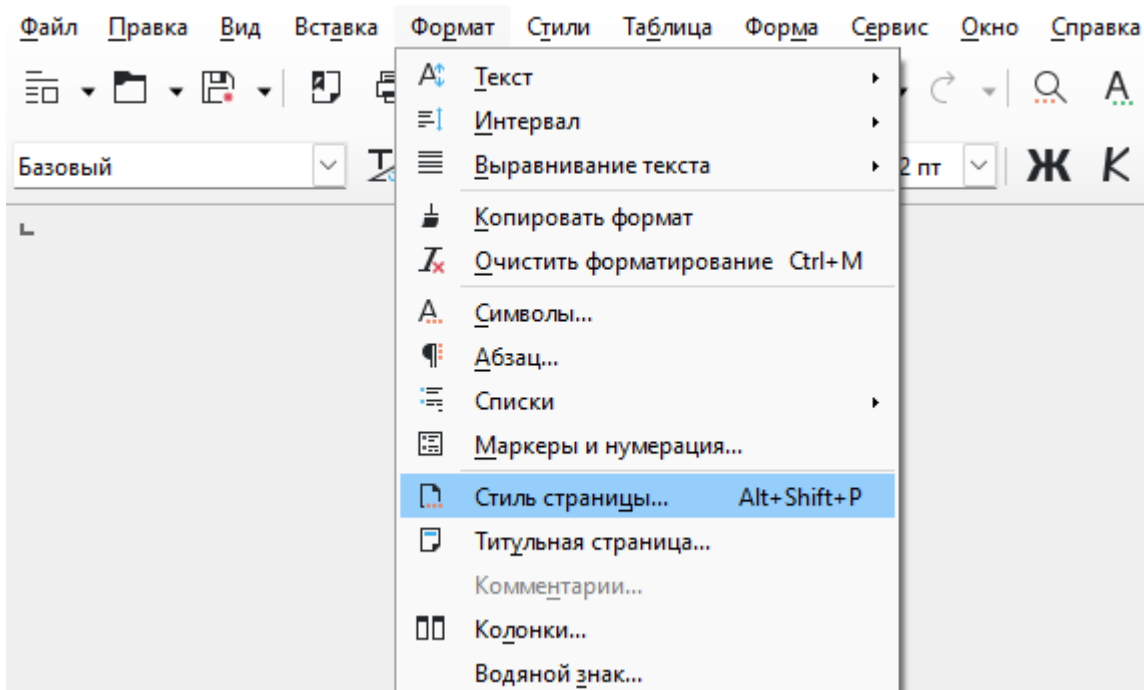 Файл Правка Вид Вставка Формат Стили Таблица Форма Сервис Окно Справка
Текст
Интервал
Базовый
Выравнивание текста
2 пт
Ж К
Копировать формат
Очистить форматирование Ctrl+M
Символы...
Абзац...
Списки
Маркеры и нумерация...
Стиль страницы... Alt+Shift+P
Титульная страница...
Комментарии...
Колонки...
Водяной знак...